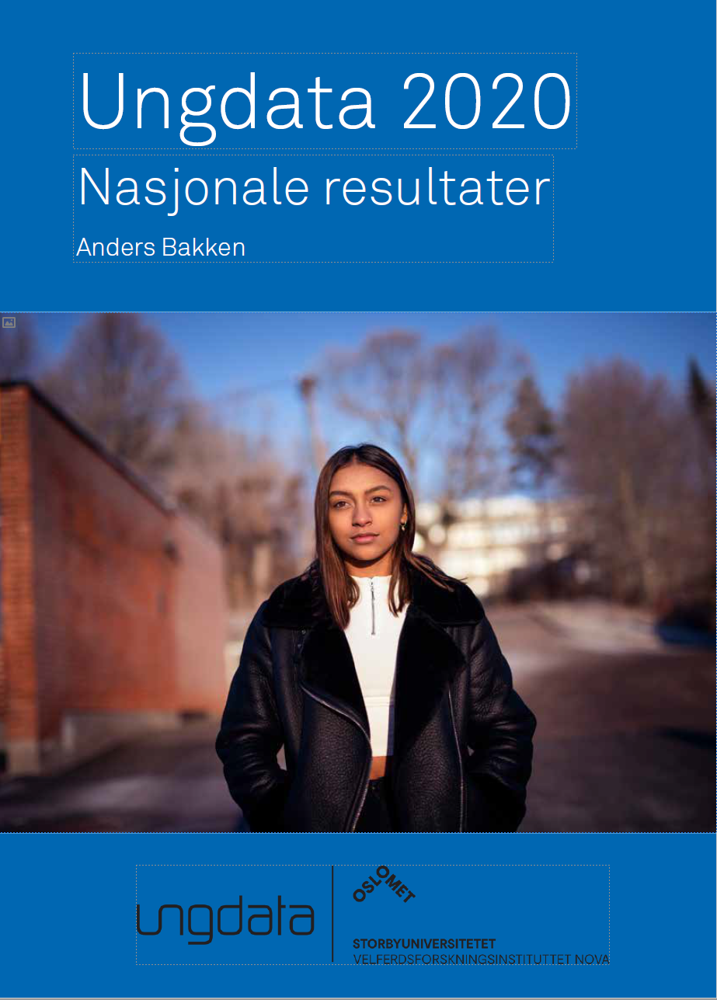 Ungdata 2020
Nasjonale resultater
Anders Bakken
ungdata
OSLOMET
STORBYUNIVERSITETET
VELFERDSFORSKNINGSINSTITUTTET NOVA